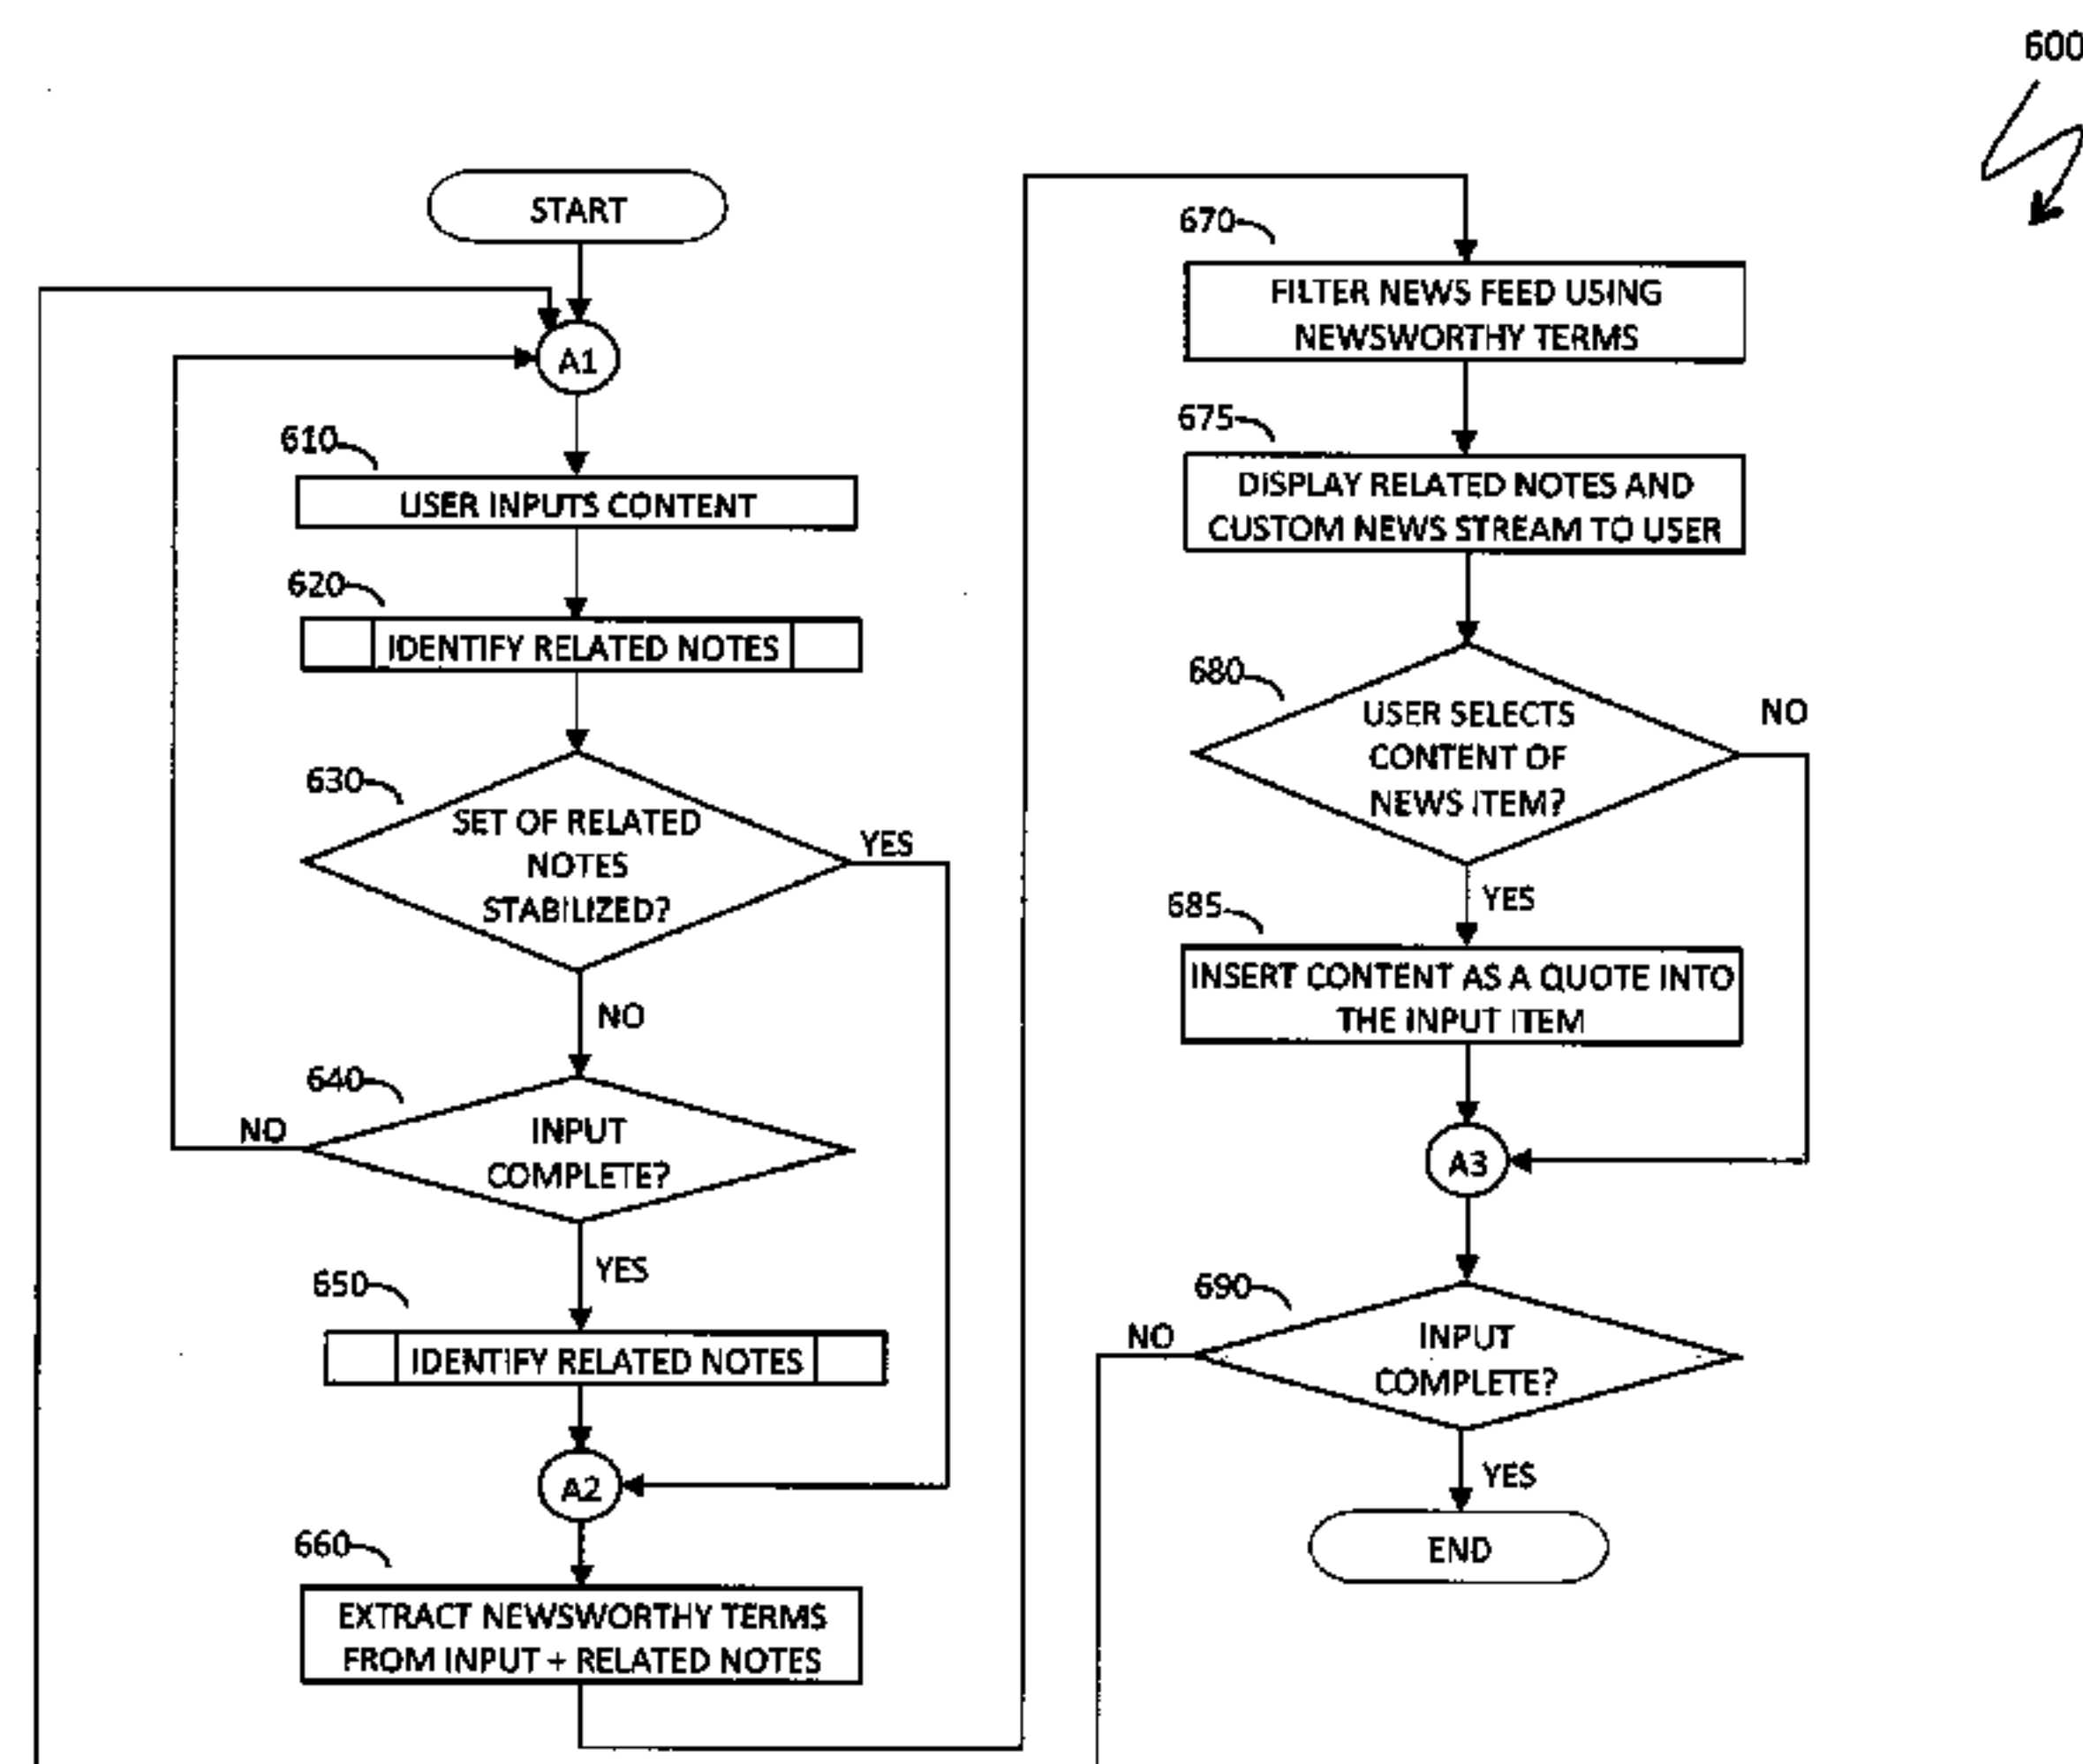 600
START
A1
610
USER INPUTS CONTENT
620
IDENTIFY RELATED NOTES
630
SET OF RELATED
NOTES
STABILIZED?
YES
NO
640
INPUT
COMPLETE?
NO
YES
650
IDENTIFY RELATED NOTES
A2
660
EXTRACT NEWSWORTHY TERMS
FROM INPUT + RELATED NOTES
670
FILTER NEWS FEED USING
NEWSWORTHY TERMS
675
DISPLAY RELATED NOTES AND
CUSTOM NEWS STREAM TO USER
680
USER SELECTS
CONTENT OF
NEWS ITEM?
NO
YES
685
INSERT CONTENT AS A QUOTE INTO
THE INPUT ITEM
A3
690
INPUT
COMPLETE?
NO
YES
END